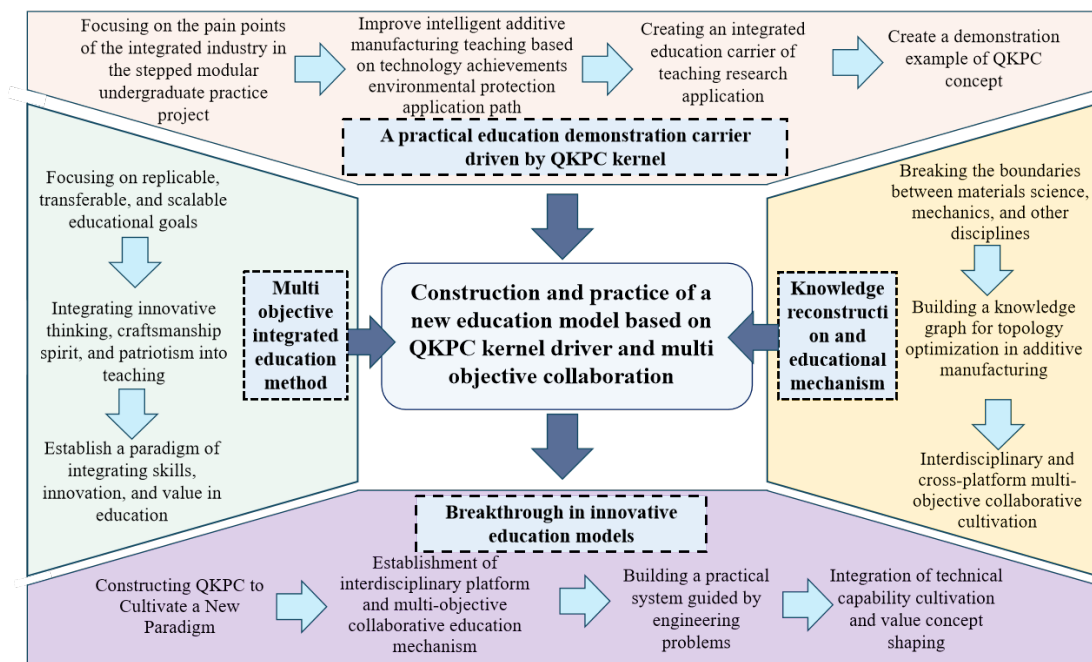 Focusing on the pain points
of the integrated industry in
the stepped modular
undergraduate practice
project
Improve intelligent additive
manufacturing teaching based
on technology achievements
environmental protection
application path
Creating an integrated
education carrier of
teaching research
application
Create a demonstration
example of QKPC
concept
A practical education demonstration carrier
driven by QKPC kernel
Focusing on replicable,
transferable, and scalable
educational goals
Integrating innovative
thinking, craftsmanship
spirit, and patriotism into
teaching
Establish a paradigm of
integrating skills,
innovation, and value in
education
Multi
objective
integrated
education
method
Construction and practice of a
new education model based on
QKPC kernel driver and multi
objective collaboration
Knowledge
reconstructi
on and
educational
mechanism
Breaking the boundaries
between materials science,
mechanics, and other
disciplines
Building a knowledge
graph for topology
optimization in additive
manufacturing
Interdisciplinary and
cross-platform multi-
objective collaborative
cultivation
Breakthrough in innovative
education models
Constructing QKPC to
Cultivate a New
Paradigm
Establishment of
interdisciplinary platform
and multi-objective
collaborative education
mechanism
Building a practical
system guided by
engineering
problems
Integration of technical
capability cultivation
and value concept
shaping